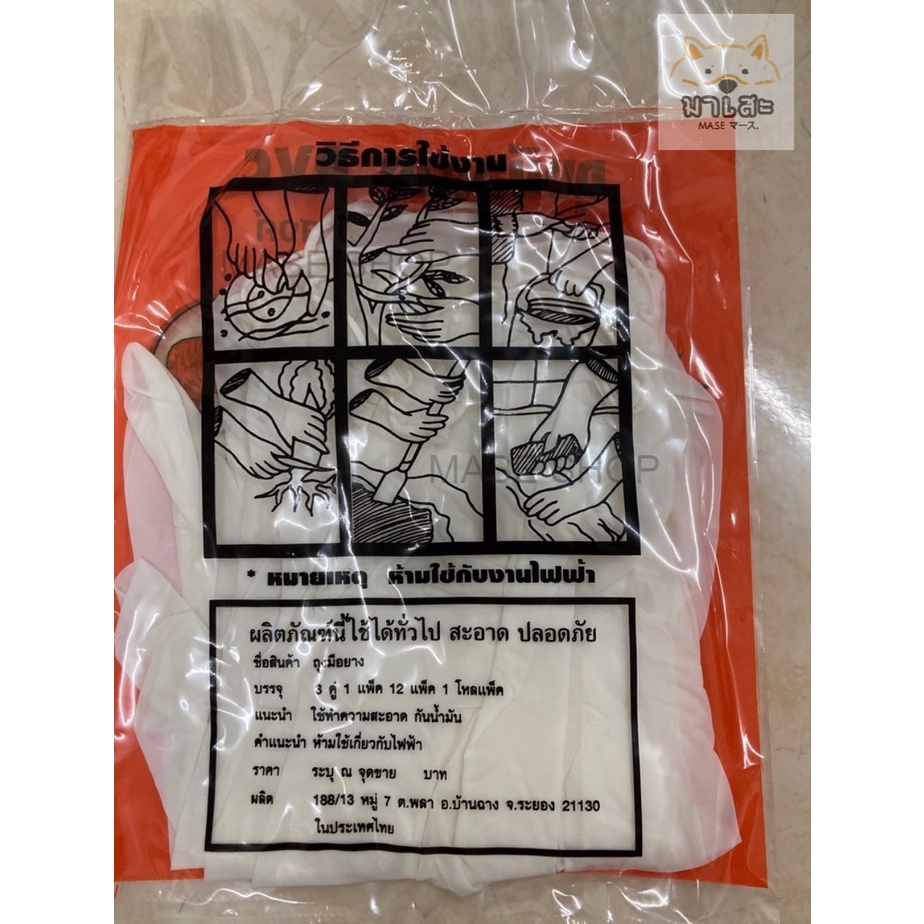 มาเสะ
MASE マース.
วิธีการใช้งาน
MASE SHOP
MASE SHOP
* หมายเหตุ ห้ามใช้กับงานไฟฟ้า
ผลิตภัณฑ์นี้ใช้ได้ทั่วไป สะอาด ปลอดภัย
ชื่อสินค้า ถุงมือยาง
บรรจุ 3 คู่ 1 แพ็ค 12 แพ็ค 1 โหลแพ็ค
แนะนำ ใช้ทำความสะอาด กันน้ำมัน
คำแนะนำ ห้ามใช้เกี่ยวกับไฟฟ้า
ราคา ระบุ ณ จุดขาย บาท
ผลิต 188/13 หมู่ 7 ต.พลา อ.บ้านฉาง จ.ระยอง 21130
ในประเทศไทย